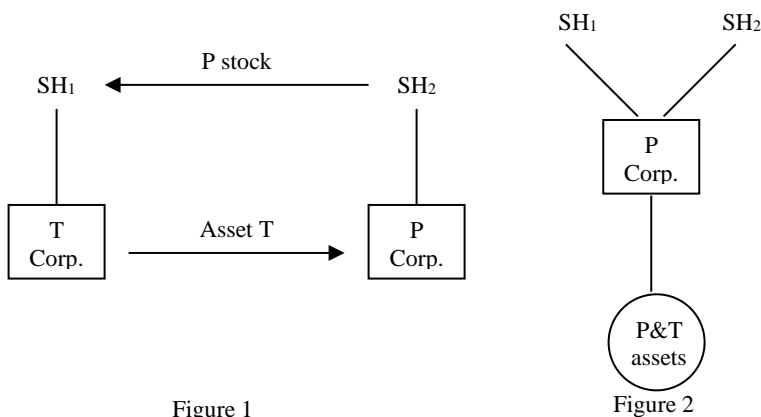 P stock
SH₁
SH₂
T
Corp.
Asset T
P
Corp.
Figure 1
SH₁
SH₂
P
Corp.
P&T
assets
Figure 2